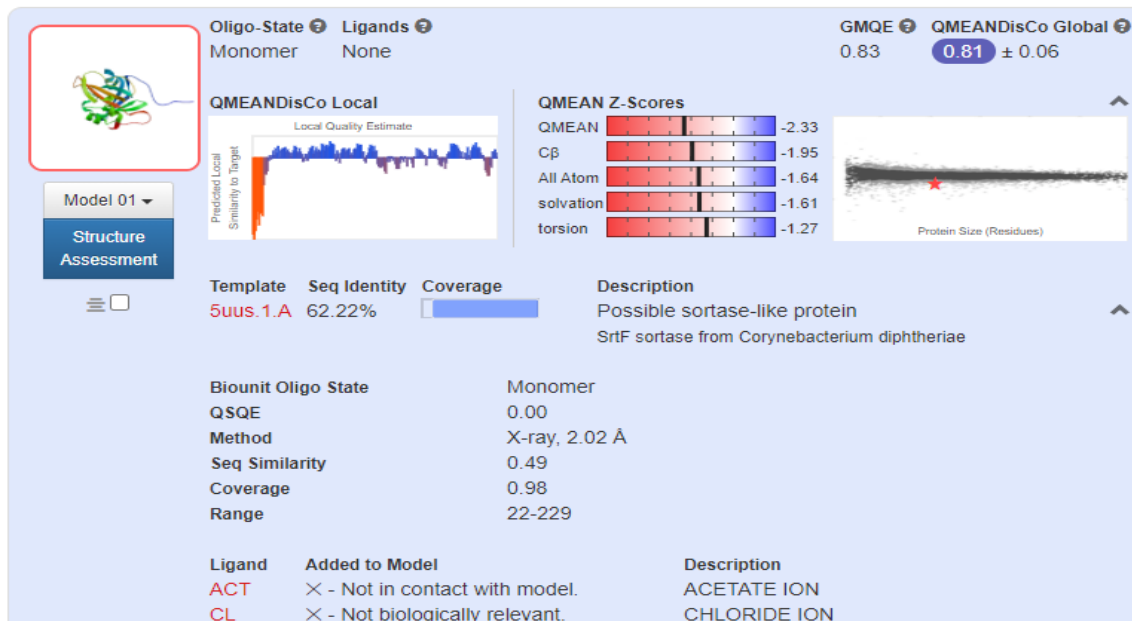 Oligo-State ? Ligands ?
Monomer None
GMQE ? QMEANDisCo Global ?
0.83 0.81 ± 0.06
QMEANDisCo Local
Local Quality Estimate
Predicted Local
Similarity to Target
QMEAN Z-Scores
QMEAN -2.33
Cβ -1.95
All Atom -1.64
solvation -1.61
torsion -1.27
Protein Size (Residues)
Model 01
Structure
Assessment
Template Seq Identity Coverage Description
5uus.1.A 62.22% Possible sortase-like protein
SrtF sortase from Corynebacterium diphtheriae
Biounit Oligo State Monomer
QSQE 0.00
Method X-ray, 2.02 Å
Seq Similarity 0.49
Coverage 0.98
Range 22-229
Ligand Added to Model Description
ACT ✕ - Not in contact with model. ACETATE ION
CL ✕ - Not biologically relevant. CHLORIDE ION